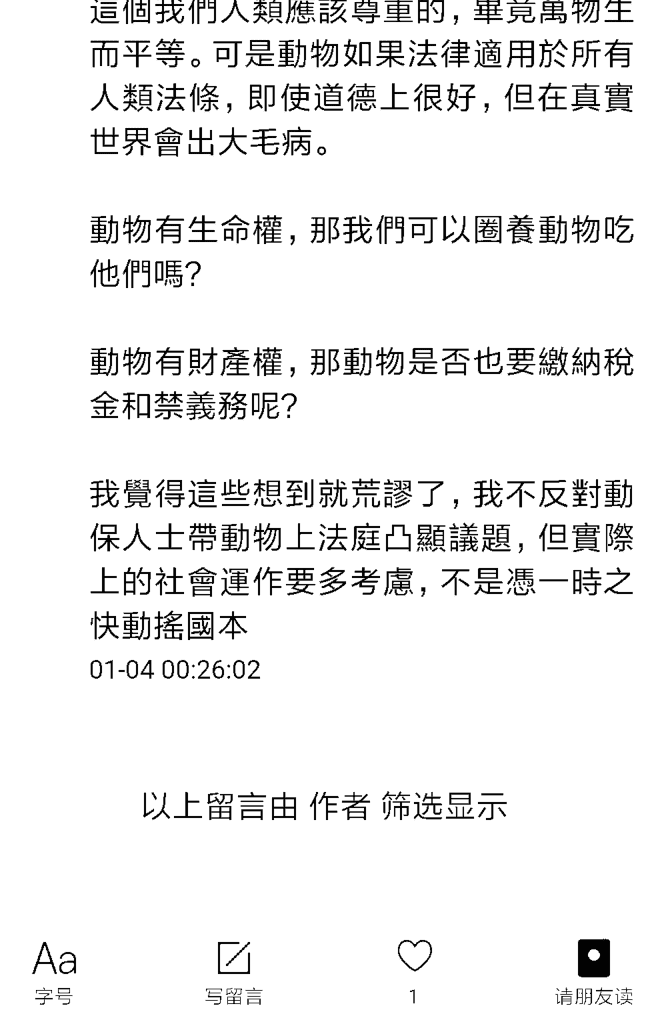 這個我們人類應該尊重的，畢竟萬物生
而平等。可是動物如果法律適用於所有
人類法條，即使道德上很好，但在真實
世界會出大毛病。
動物有生命權，那我們可以圈養動物吃
他們嗎？
動物有財產權，那動物是否也要繳納稅
金和禁義務呢？
我覺得這些想到就荒謬了，我不反對動
保人士帶動物上法庭凸顯議題，但實際
上的社會運作要多考慮，不是憑一時之
快動搖國本
01-04 00:26:02
以上留言由 作者 筛选显示
Aa
字号
写留言
1
请朋友读